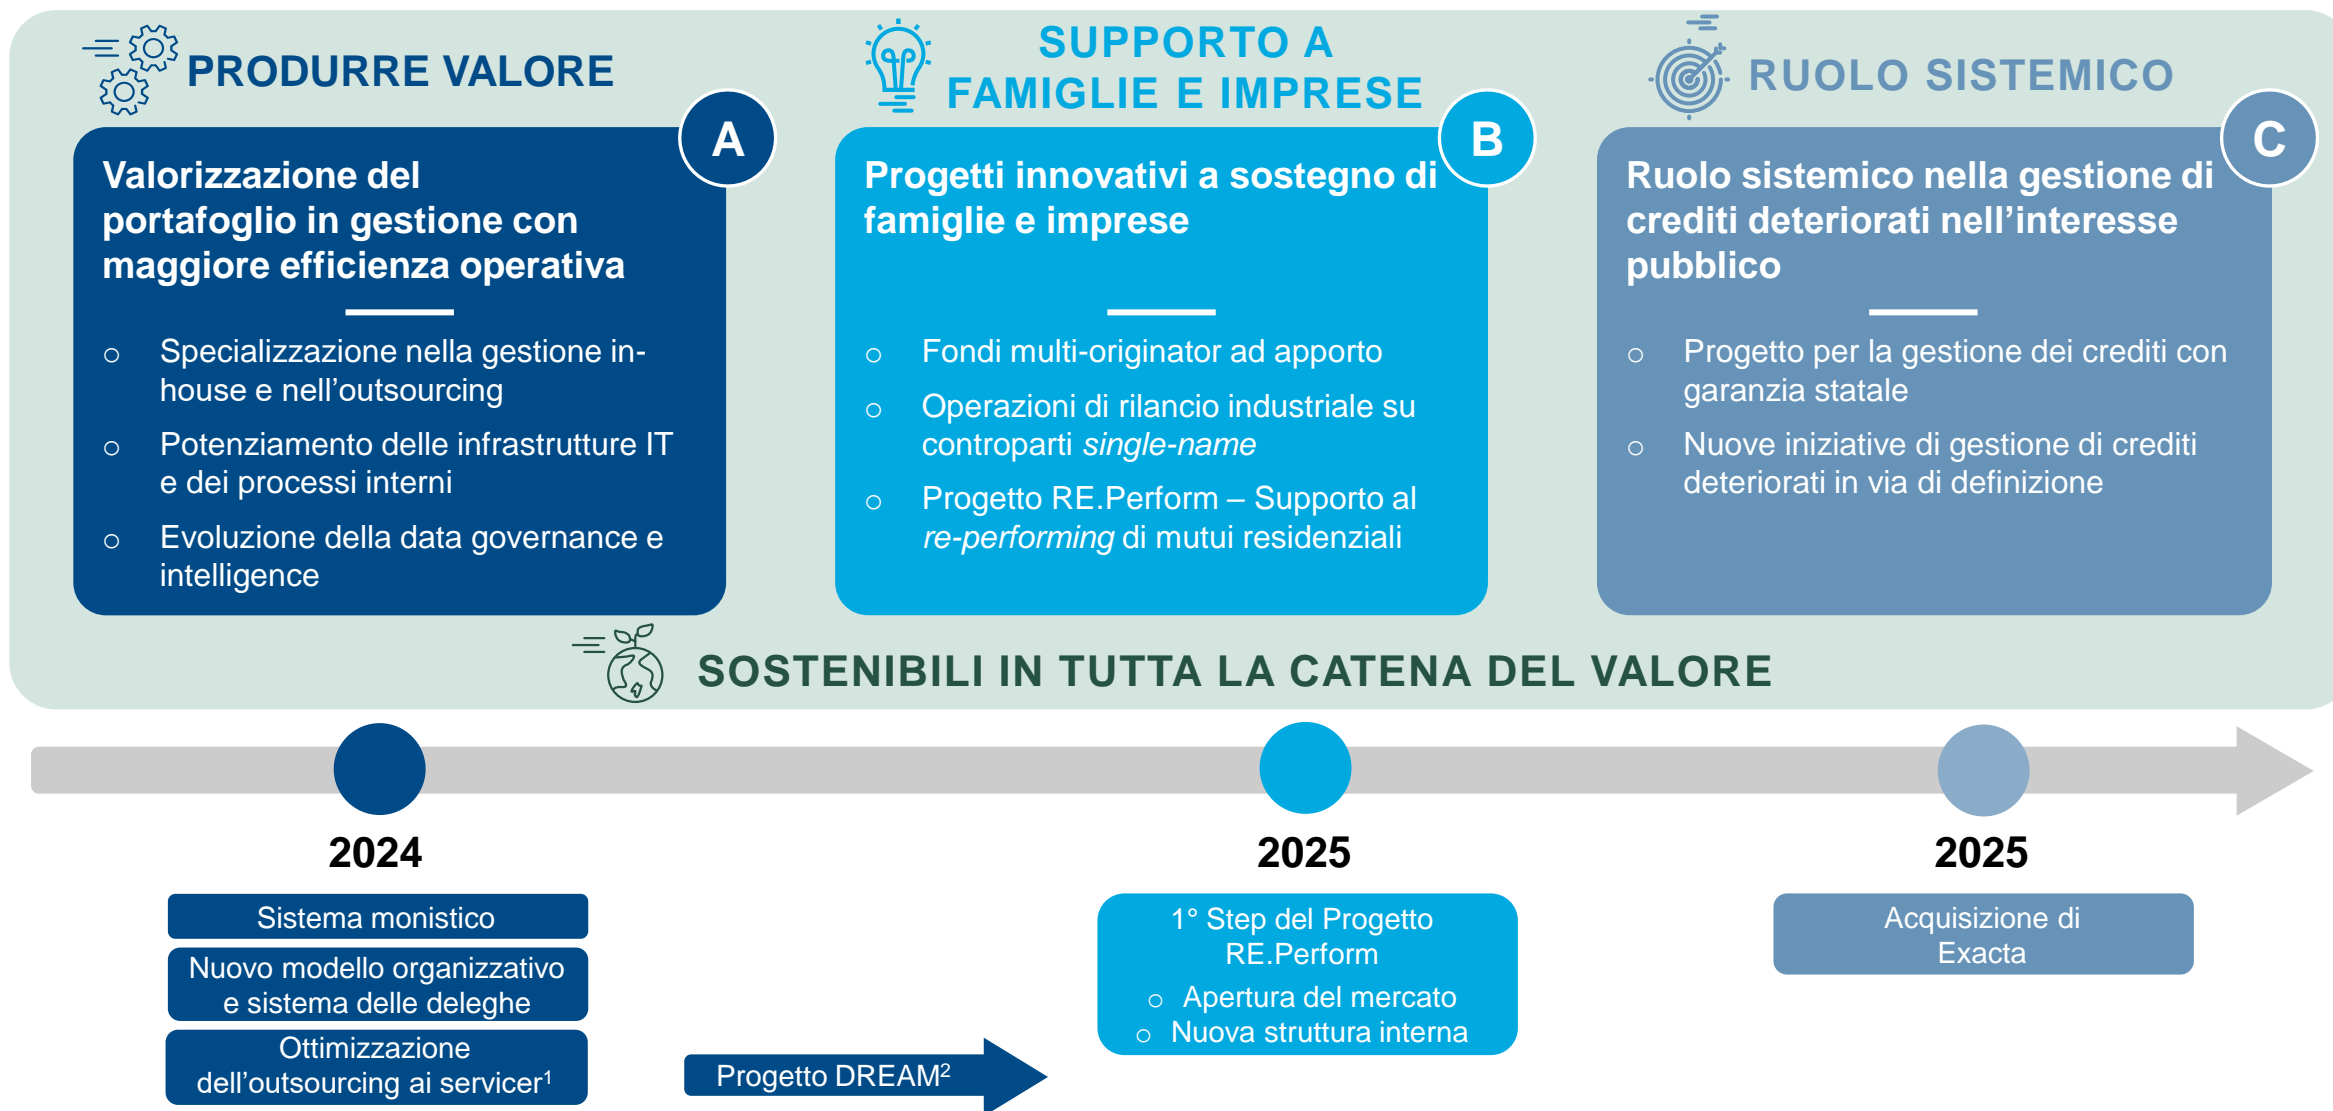 PRODURRE VALORE
A
Valorizzazione del
portafoglio in gestione con
maggiore efficienza operativa
o Specializzazione nella gestione in-
house e nell’outsourcing
o Potenziamento delle infrastrutture IT
e dei processi interni
o Evoluzione della data governance e
intelligence
SUPPORTO A
FAMIGLIE E IMPRESE
B
Progetti innovativi a sostegno di
famiglie e imprese
o Fondi multi-originator ad apporto
o Operazioni di rilancio industriale su
controparti single-name
o Progetto RE.Perform – Supporto al
re-performing di mutui residenziali
RUOLO SISTEMICO
C
Ruolo sistemico nella gestione di
crediti deteriorati nell’interesse
pubblico
o Progetto per la gestione dei crediti con
garanzia statale
o Nuove iniziative di gestione di crediti
deteriorati in via di definizione
SOSTENIBILI IN TUTTA LA CATENA DEL VALORE
2024
Sistema monistico
Nuovo modello organizzativo
e sistema delle deleghe
Ottimizzazione
dell’outsourcing ai servicer1
Progetto DREAM2
2025
1° Step del Progetto
RE.Perform
o Apertura del mercato
o Nuova struttura interna
2025
Acquisizione di
Exacta